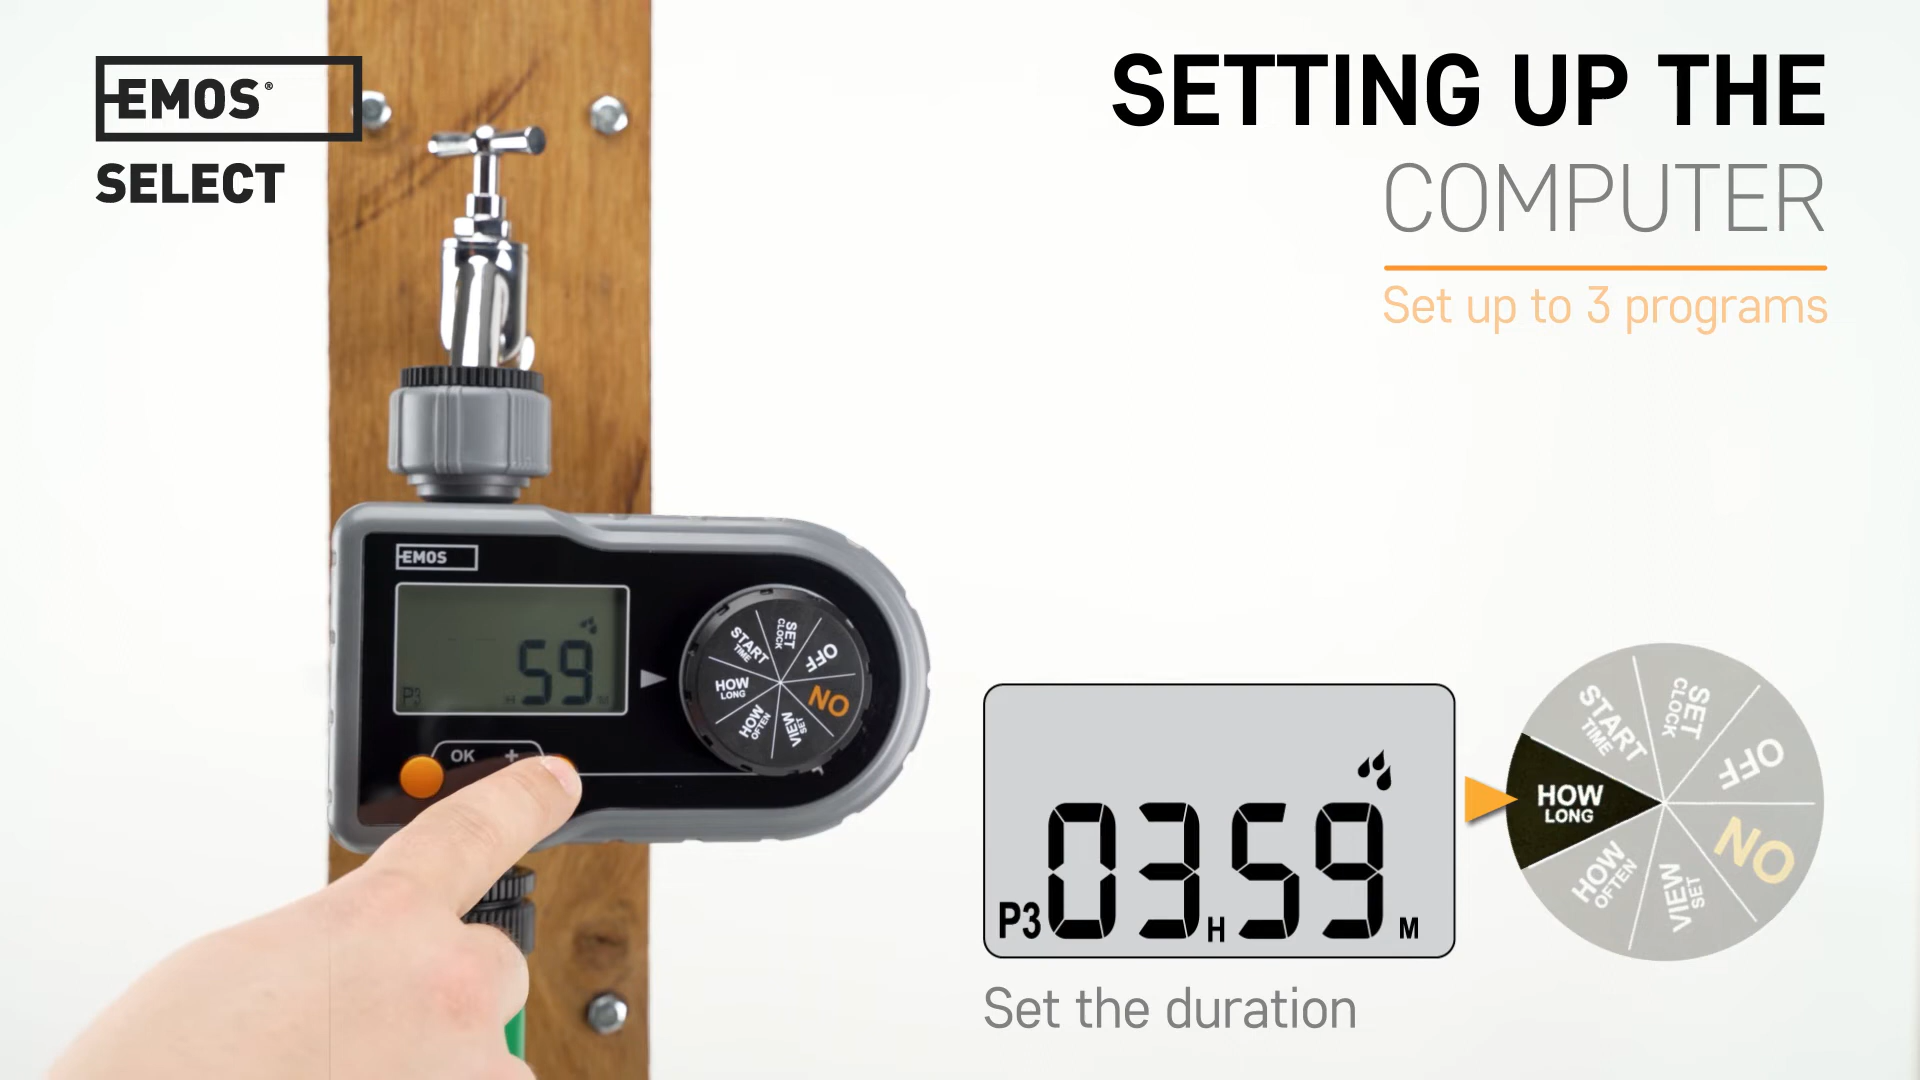 EMOS®
SELECT
SETTING UP THE
COMPUTER
Set up to 3 programs
EMOS
59
P3 H M
OK +
START TIME
SET CLOCK
OFF
ON
VIEW SET
HOW OFTEN
HOW LONG
P3 03 H 59 M
START TIME
SET CLOCK
OFF
ON
VIEW SET
HOW OFTEN
HOW LONG
Set the duration